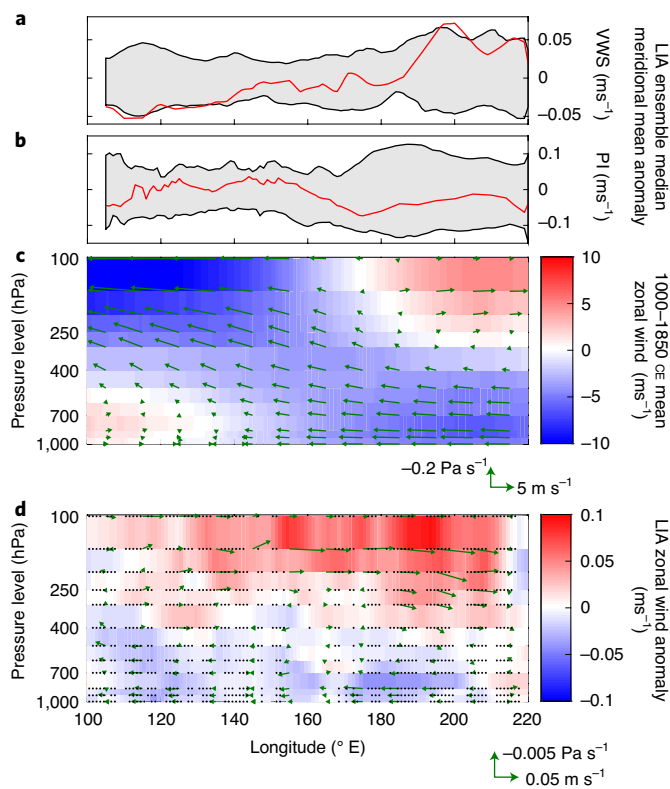 a
0.05
0
−0.05
VWS (ms−1)
b
0.1
0
−0.1
PI (ms−1)
LIA ensemble median
meridional mean anomaly
c
100
250
400
700
1,000
Pressure level (hPa)
10
5
0
−5
−10
1000–1850 CE mean
zonal wind (ms−1)
−0.2 Pa s−1
5 m s−1
d
100
250
400
700
1,000
Pressure level (hPa)
100 120 140 160 180 200 220
Longitude (° E)
0.1
0.05
0
−0.05
−0.1
LIA zonal wind anomaly
(ms−1)
−0.005 Pa s−1
0.05 m s−1